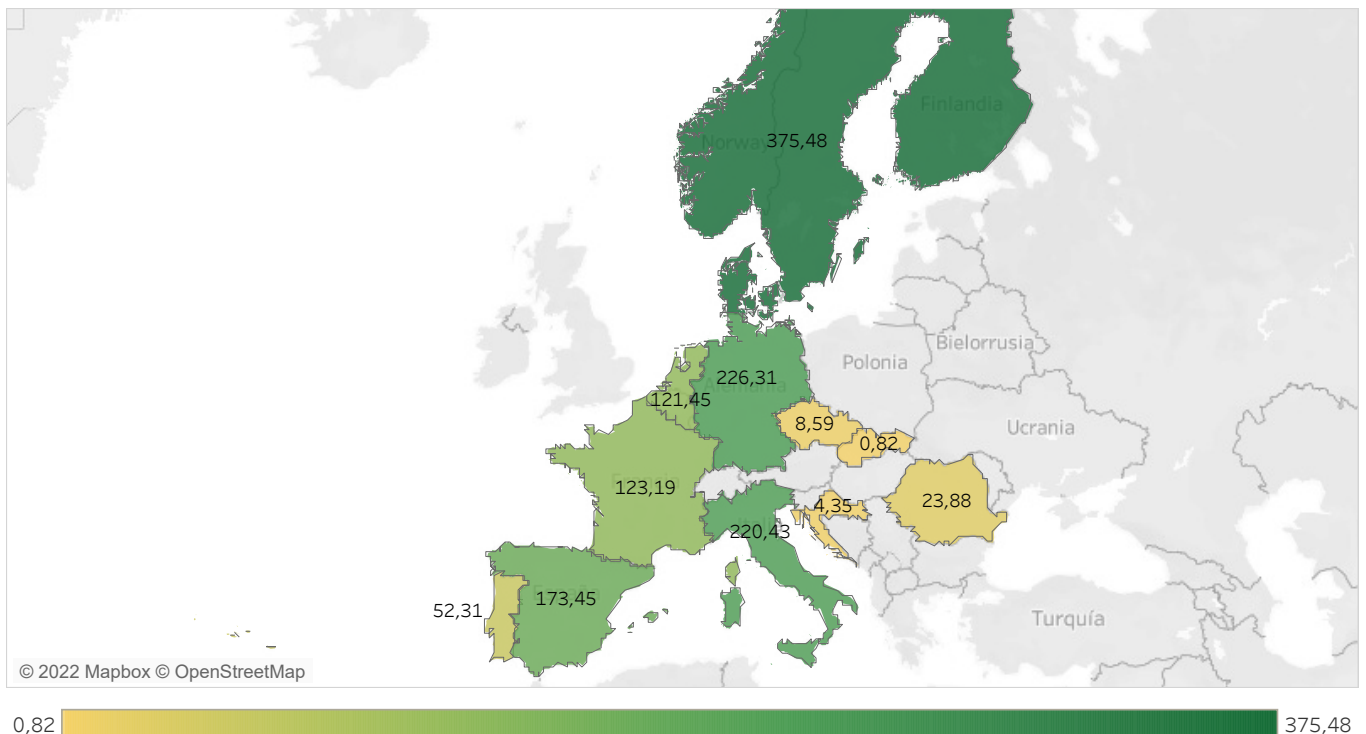 Finlandia
Norway
375,48
Polonia
Bielorrusia
226,31
Alemania
121,45
8,59
0,82
Ucrania
123,19
4,35
23,88
220,43
173,45
52,31
Turquía
© 2022 Mapbox © OpenStreetMap
0,82
375,48